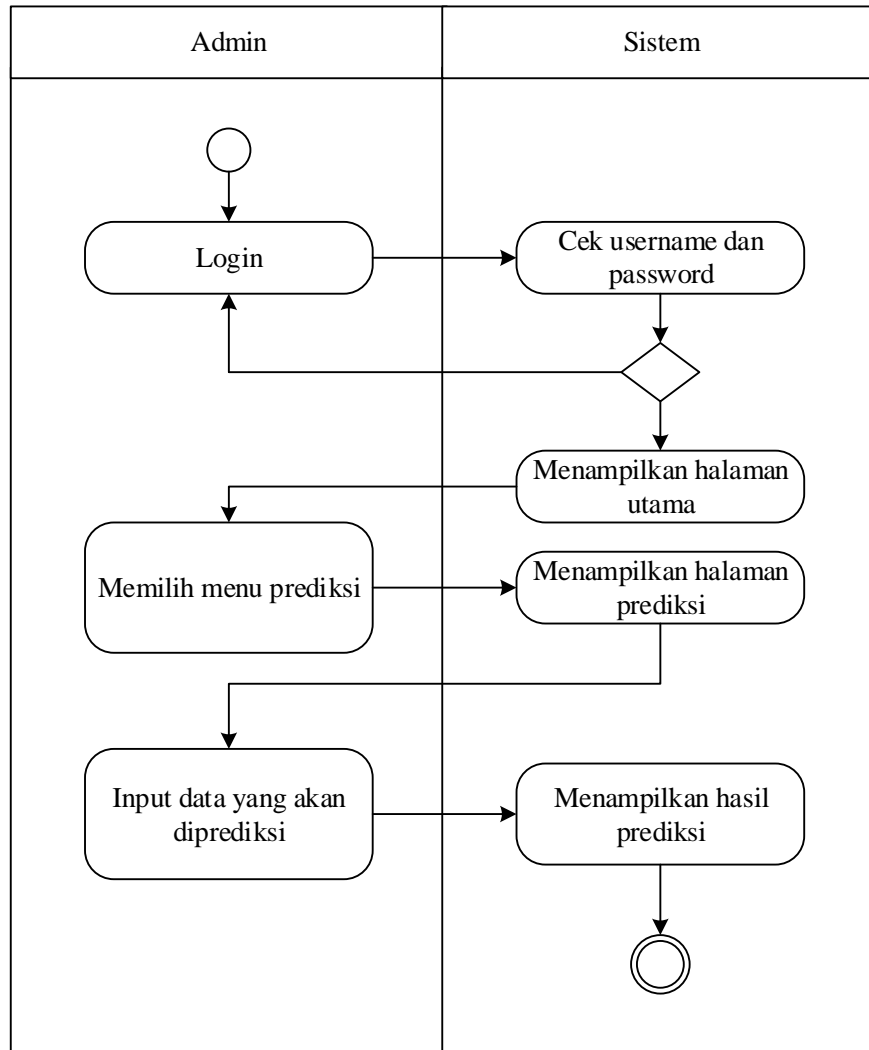 Admin
Sistem
Login
Cek username dan
password
Menampilkan halaman
utama
Memilih menu prediksi
Menampilkan halaman
prediksi
Input data yang akan
diprediksi
Menampilkan hasil
prediksi